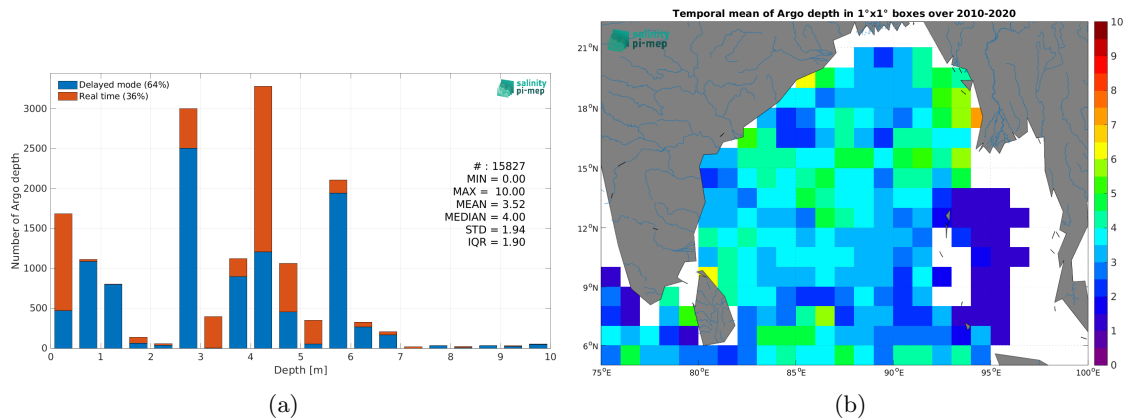 Delayed mode (64%)
Real time (36%)
salinity
pi-mep
# : 15827
MIN = 0.00
MAX = 10.00
MEAN = 3.52
MEDIAN = 4.00
STD = 1.94
IQR = 1.90
Number of Argo depth
3000
2500
2000
1500
1000
500
0
0 1 2 3 4 5 6 7 8 9 10
Depth [m]
(a)
Temporal mean of Argo depth in 1°x1° boxes over 2010-2020
salinity
pi-mep
21°N
18°N
15°N
12°N
9°N
6°N
75°E 80°E 85°E 90°E 95°E 100°E
10
9
8
7
6
5
4
3
2
1
0
(b)